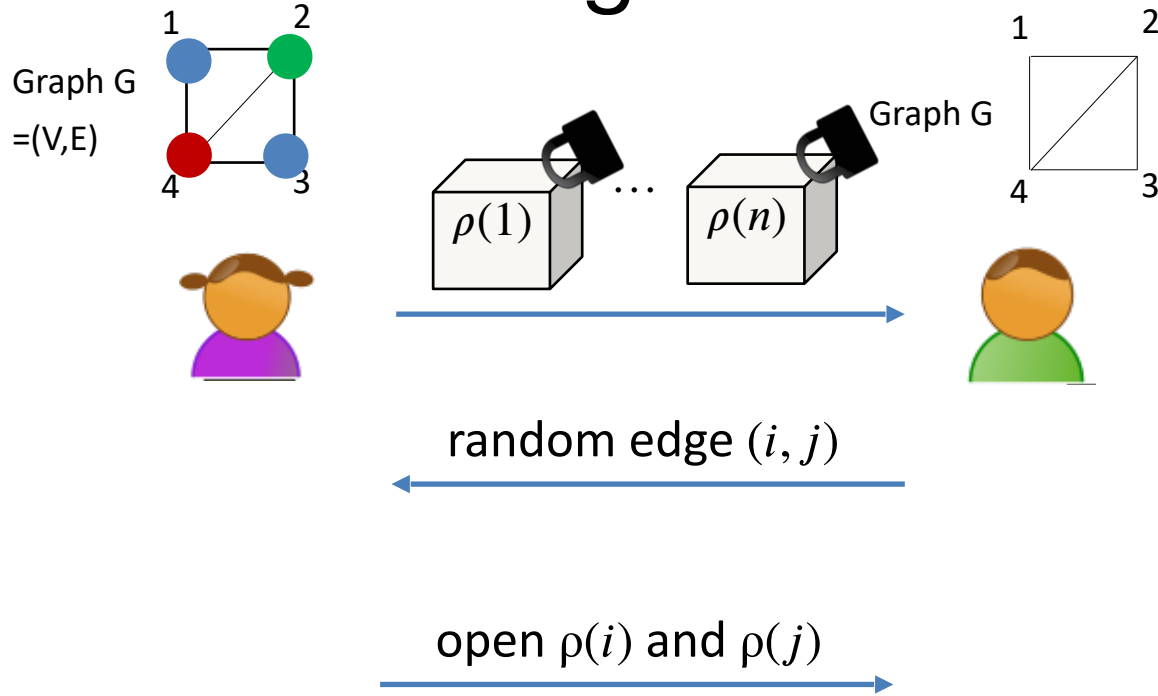 g
1 2
Graph G
=(V,E)
4 3
ρ(1) … ρ(n)
Graph G
1 2
4 3
random edge (i, j)
open ρ(i) and ρ(j)